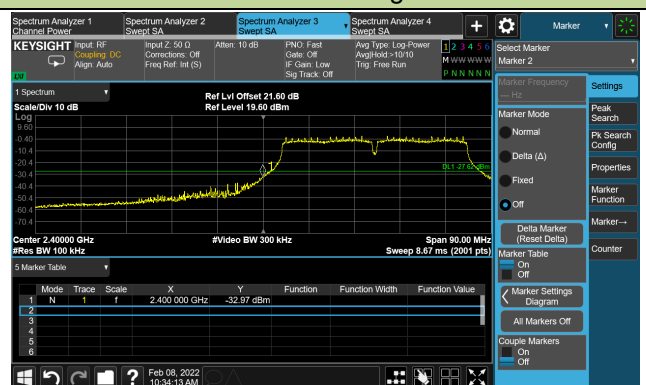 Spectrum Analyzer 1
Channel Power
Spectrum Analyzer 2
Swept SA
Spectrum Analyzer 3
Swept SA
Spectrum Analyzer 4
Swept SA
Marker
KEYSIGHT
Input: RF
Coupling: DC
Align: Auto
Input Z: 50 Ω
Corrections: Off
Freq Ref: Int (S)
Atten: 10 dB
PNO: Fast
Gate: Off
IF Gain: Low
Sig Track: Off
Avg Type: Log-Power
Avg|Hold:>10/10
Trig: Free Run
1 2 3 4 5 6
M W W W W W
P N N N N N
LXI
Select Marker
Marker 2
1 Spectrum
Scale/Div 10 dB
Ref Lvl Offset 21.60 dB
Ref Level 19.60 dBm
Log
9.60
-0.40
-10.4
-20.4
-30.4
-40.4
-50.4
-60.4
-70.4
1
DL1 -27.62 dBm
Center 2.40000 GHz
#Res BW 100 kHz
#Video BW 300 kHz
Span 90.00 MHz
Sweep 8.67 ms (2001 pts)
5 Marker Table
Mode Trace Scale X Y Function Function Width Function Value
1 N 1 f 2.400 000 GHz -32.97 dBm
2
3
4
5
6
Marker Frequency
--- Hz
Marker Mode
Normal
Delta (Δ)
Fixed
Off
Delta Marker
(Reset Delta)
Marker Table
On
Off
Marker Settings
Diagram
All Markers Off
Couple Markers
On
Off
Settings
Peak
Search
Pk Search
Config
Properties
Marker
Function
Marker→
Counter
?
Feb 08, 2022
10:34:13 AM